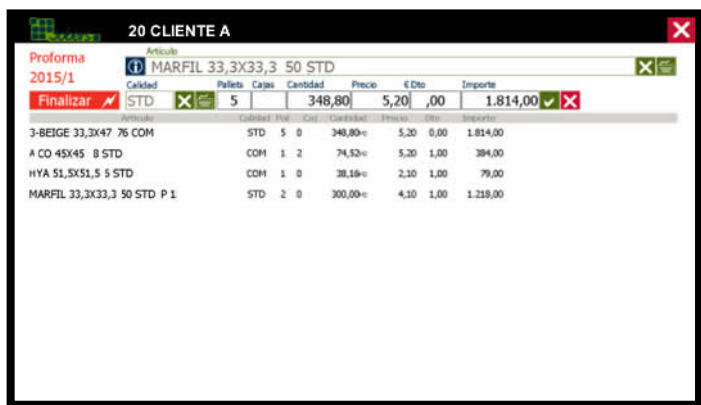 20 CLIENTE A
Proforma
2015/1
Artículo
MARFIL 33,3X33,3 50 STD
Calidad Pallets Cajas Cantidad Precio € Dto Importe
Finalizar STD 5 348,80 5,20 ,00 1.814,00
Artículo Calidad Pal Caj Cantidad Precio Dto Importe
3-BEIGE 33,3X47 76 COM STD 5 0 348,80 5,20 0,00 1.814,00
A CO 45X45 8 STD COM 1 2 74,52 5,20 1,00 384,00
HYA 51,5X51,5 5 STD COM 1 0 38,16 2,10 1,00 79,00
MARFIL 33,3X33,3 50 STD P 1 STD 2 0 300,00 4,10 1,00 1.218,00